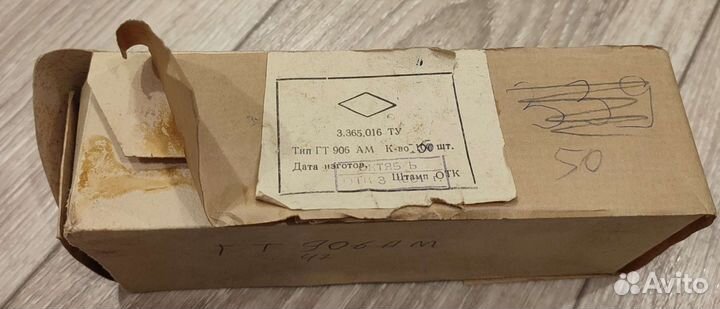 3.365.016 ТУ
Тип ГТ 906 АМ К-во 100 шт.
Дата изготов.
ОКТЯБ Ь
Штамп ОТК
50
ГТ 906АМ
Avito